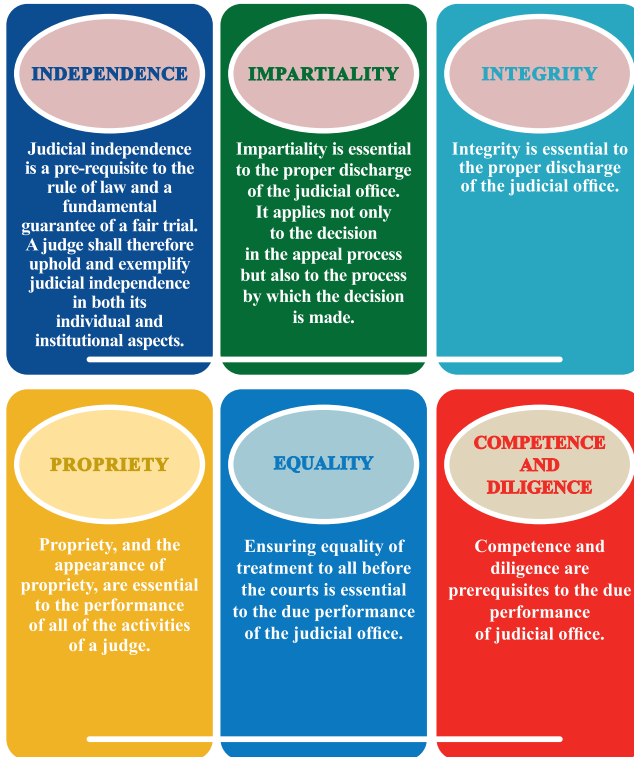 INDEPENDENCE
Judicial independence
is a pre-requisite to the
rule of law and a
fundamental
guarantee of a fair trial.
A judge shall therefore
uphold and exemplify
judicial independence
in both its
individual and
institutional aspects.
IMPARTIALITY
Impartiality is essential
to the proper discharge
of the judicial office.
It applies not only
to the decision
in the appeal process
but also to the process
by which the decision
is made.
INTEGRITY
Integrity is essential to
the proper discharge
of the judicial office.
PROPRIETY
Propriety, and the
appearance of
propriety, are essential
to the performance
of all of the activities
of a judge.
EQUALITY
Ensuring equality of
treatment to all before
the courts is essential
to the due performance
of the judicial office.
COMPETENCE
AND
DILIGENCE
Competence and
diligence are
prerequisites to the due
performance
of judicial office.